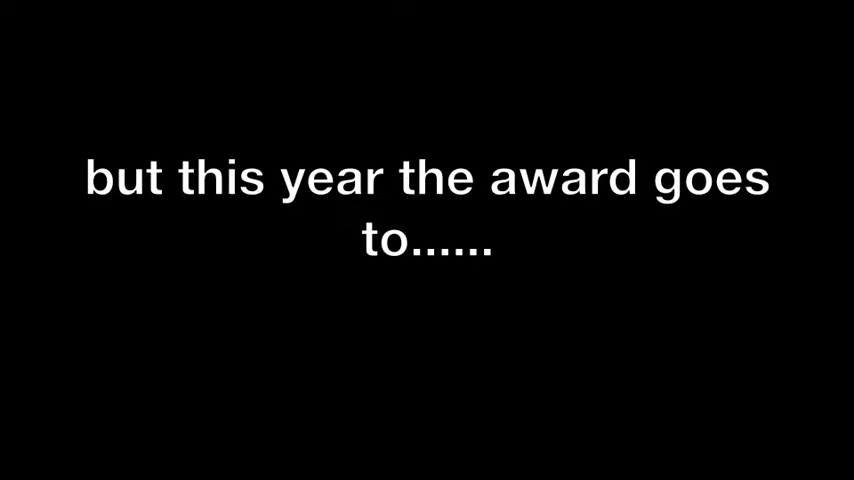 but this year the award goes
to......